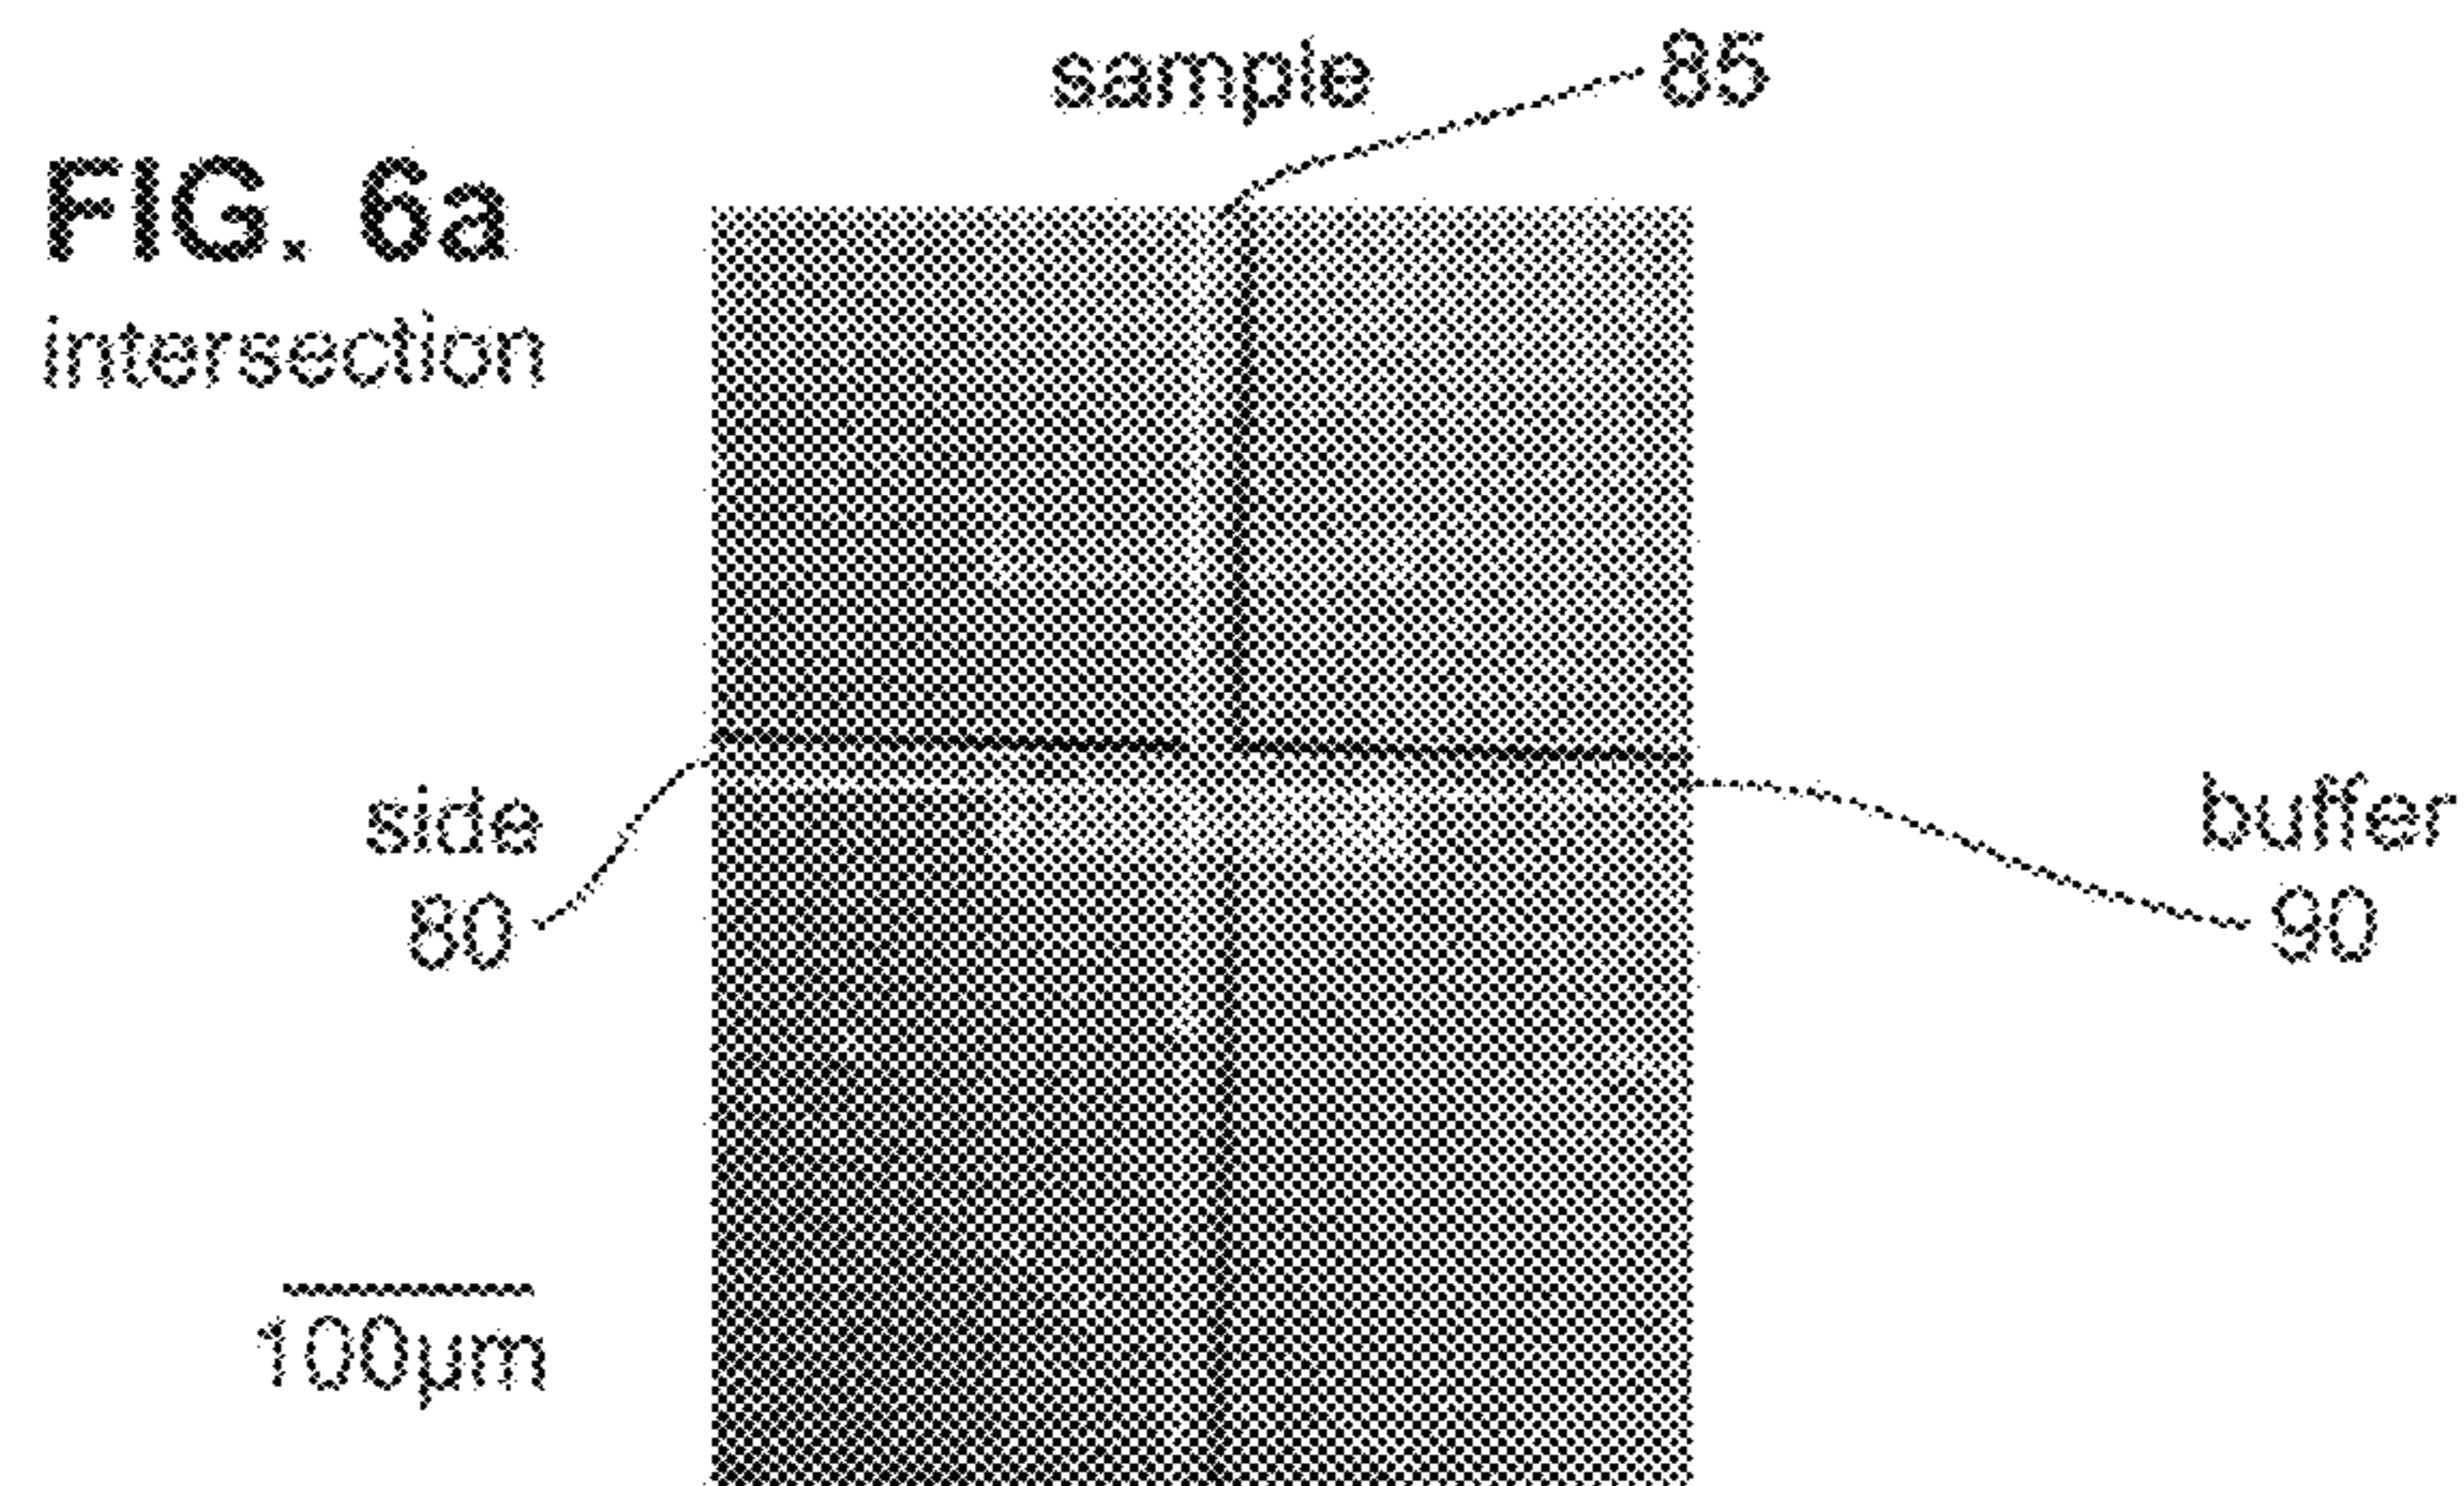 sample 85
FIG. 6a
intersection
side
80
buffer
90
100µm